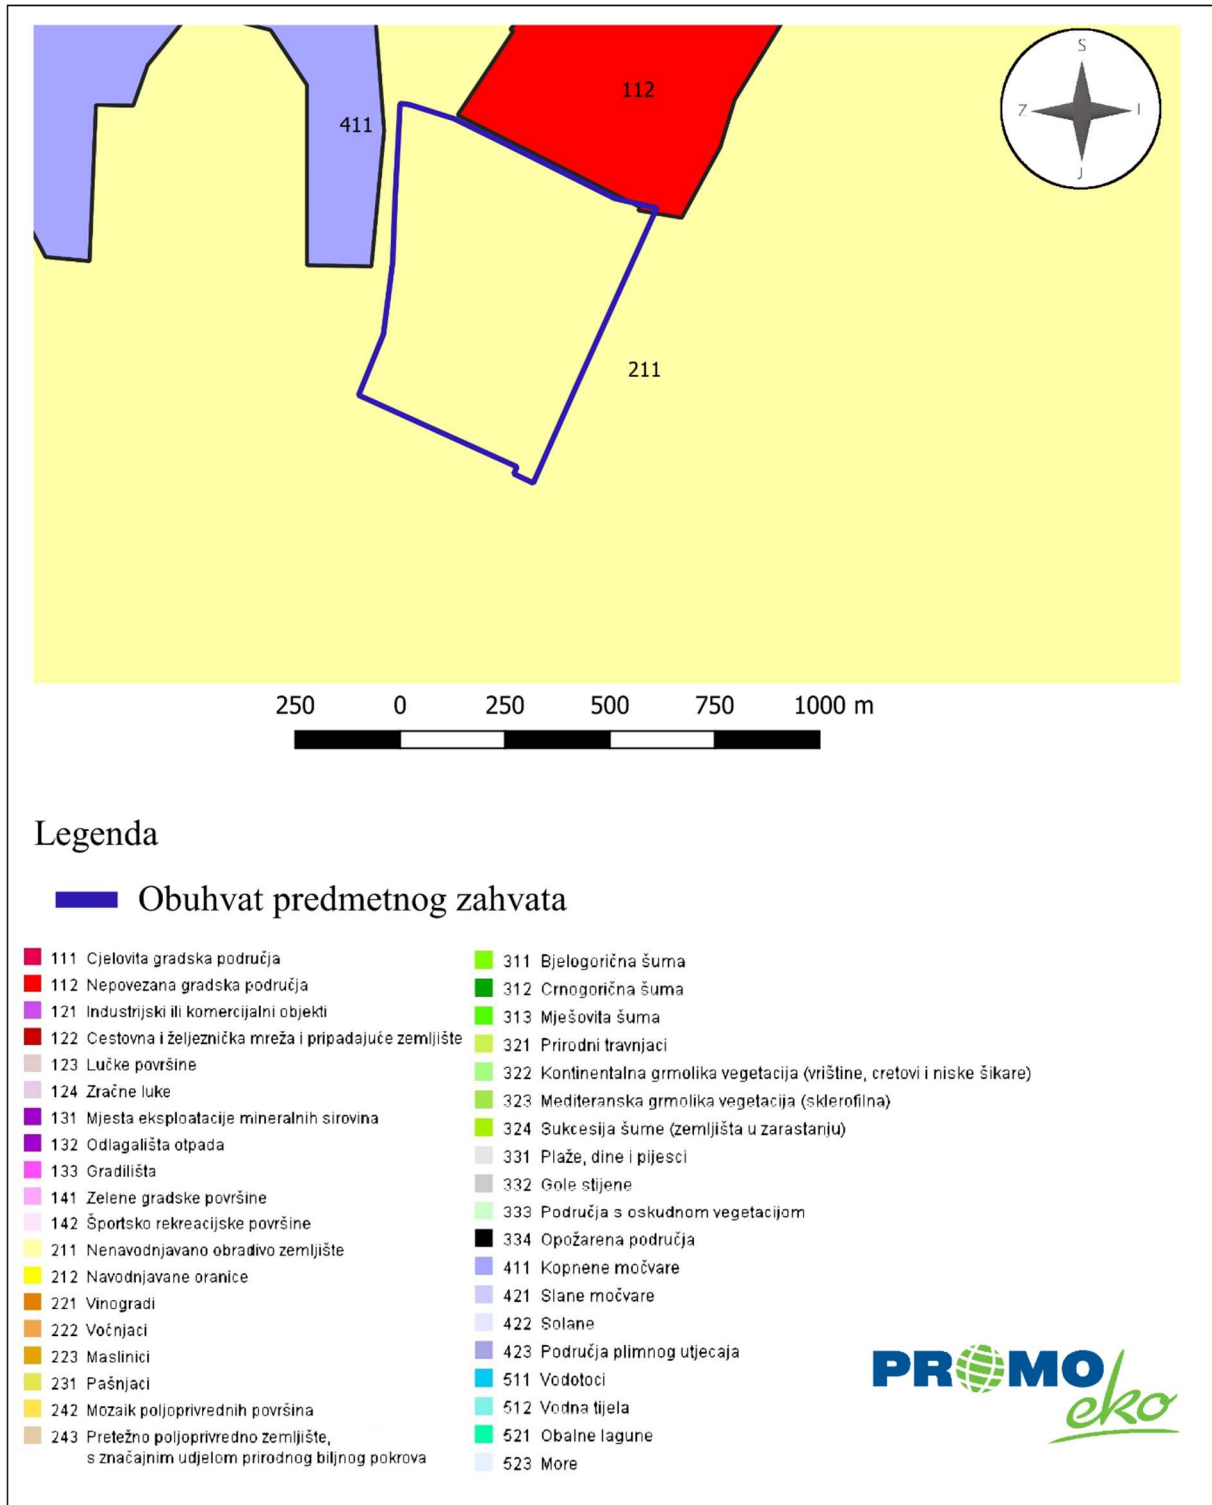 S
Z I
J
112
411
211
250 0 250 500 750 1000 m
Legenda
Obuhvat predmetnog zahvata
111 Cjelovita gradska područja
112 Nepovezana gradska područja
121 Industrijski ili komercijalni objekti
122 Cestovna i željeznička mreža i pripadajuće zemljište
123 Lučke površine
124 Zračne luke
131 Mjesta eksploatacije mineralnih sirovina
132 Odlagališta otpada
133 Gradilišta
141 Zelene gradske površine
142 Športsko rekreacijske površine
211 Nenavodnjavano obradivo zemljište
212 Navodnjavane oranice
221 Vinogradi
222 Voćnjaci
223 Maslinici
231 Pašnjaci
242 Mozaik poljoprivrednih površina
243 Pretežno poljoprivredno zemljište,
s značajnim udjelom prirodnog biljnog pokrova
311 Bjelogorična šuma
312 Crnogorična šuma
313 Mješovita šuma
321 Prirodni travnjaci
322 Kontinentalna grmolika vegetacija (vrištine, cretovi i niske šikare)
323 Mediteranska grmolika vegetacija (sklerofilna)
324 Sukcesija šume (zemljišta u zarastanju)
331 Plaže, dine i pijesci
332 Gole stijene
333 Područja s oskudnom vegetacijom
334 Opožarena područja
411 Kopnene močvare
421 Slane močvare
422 Solane
423 Područja plimnog utjecaja
511 Vodotoci
512 Vodna tijela
521 Obalne lagune
523 More
PROMO
eko